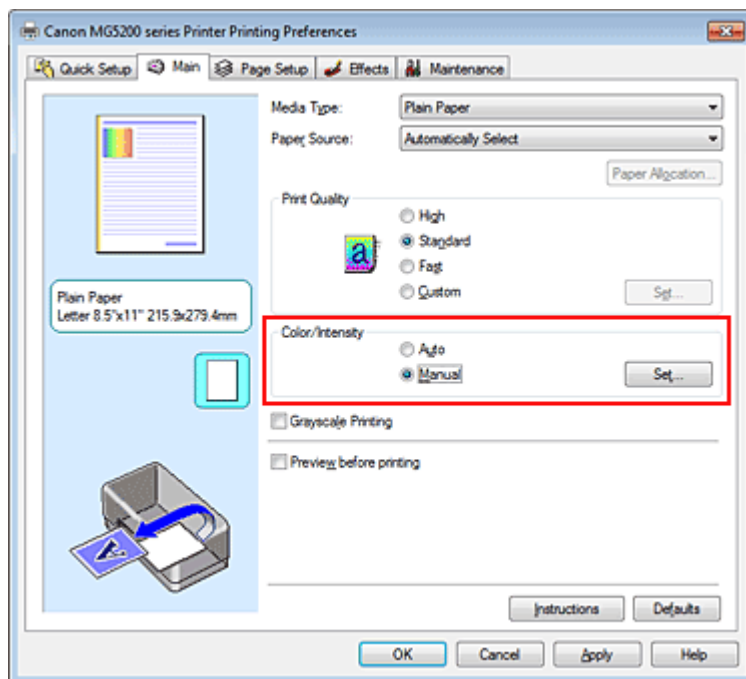 Canon MG5200 series Printer Printing Preferences
Quick Setup Main Page Setup Effects Maintenance
Media Type: Plain Paper
Paper Source: Automatically Select
Paper Allocation...
Print Quality
High
a Standard
Fast
Custom Set...
Plain Paper
Letter 8.5"x11" 215.9x279.4mm
Color/Intensity
Auto
Manual Set...
Grayscale Printing
Preview before printing
A
Instructions Defaults
OK Cancel Apply Help